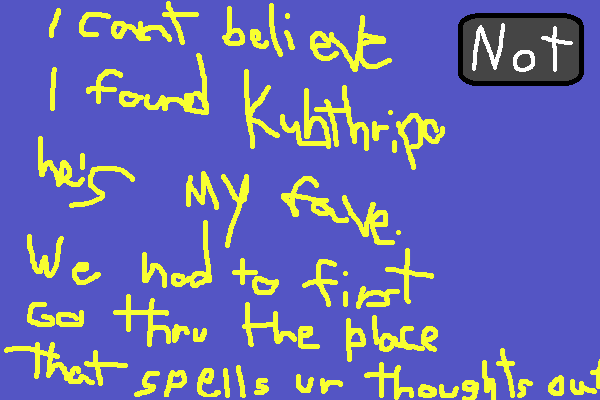 I cant believe
Not
I found Kuhthripa
he's my fave.
We had to first
Go thru the place
That spells ur thoughts out